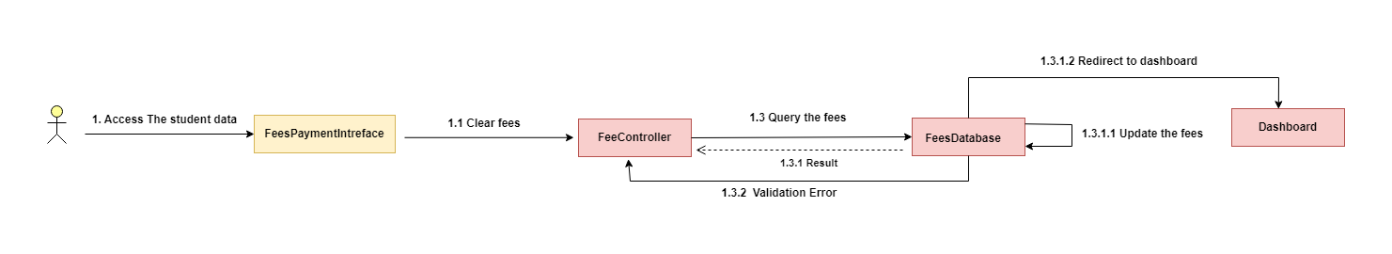 1.3.1.2 Redirect to dashboard
1. Access The student data
FeesPaymentIntreface
1.1 Clear fees
FeeController
1.3 Query the fees
1.3.1 Result
1.3.2 Validation Error
FeesDatabase
1.3.1.1 Update the fees
Dashboard